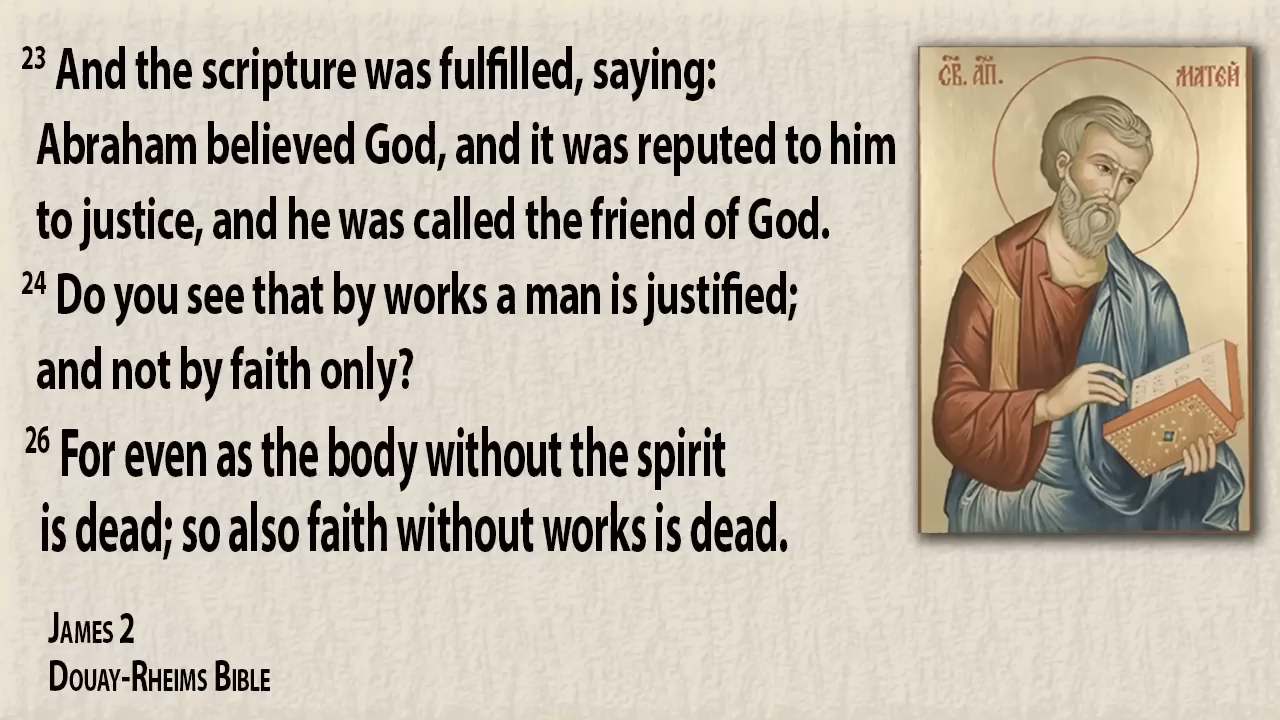 23 And the scripture was fulfilled, saying:
Abraham believed God, and it was reputed to him
to justice, and he was called the friend of God.
24 Do you see that by works a man is justified;
and not by faith only?
26 For even as the body without the spirit
is dead; so also faith without works is dead.
James 2
Douay-Rheims Bible
СВ. АП. МАТЕЙ